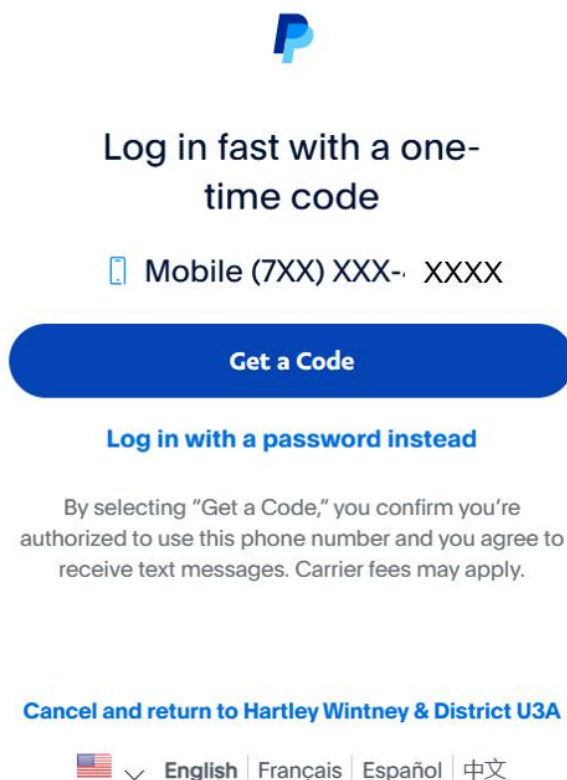 Log in fast with a one-
time code
Mobile (7XX) XXX- XXXX
Get a Code
Log in with a password instead
By selecting “Get a Code,” you confirm you’re
authorized to use this phone number and you agree to
receive text messages. Carrier fees may apply.
Cancel and return to Hartley Wintney & District U3A
English | Français | Español | 中文